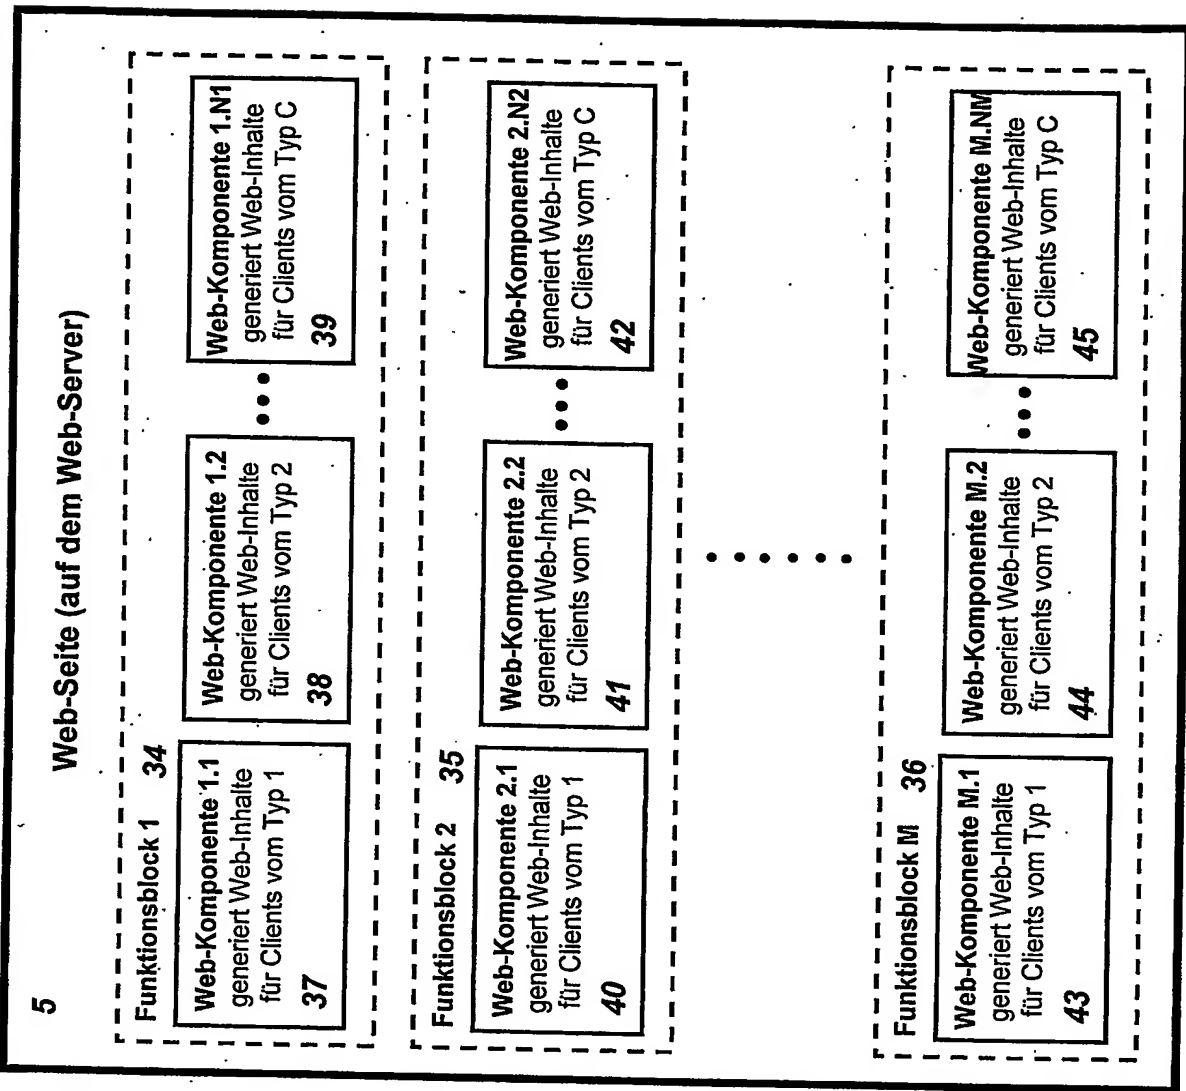 5
Web-Seite (auf dem Web-Server)
Funktionsblock 1 34
Web-Komponente 1.1
generiert Web-Inhalte
für Clients vom Typ 1
37
Web-Komponente 1.2
generiert Web-Inhalte
für Clients vom Typ 2
38
Web-Komponente 1.N1
generiert Web-Inhalte
für Clients vom Typ C
39
Funktionsblock 2 35
Web-Komponente 2.1
generiert Web-Inhalte
für Clients vom Typ 1
40
Web-Komponente 2.2
generiert Web-Inhalte
für Clients vom Typ 2
41
Web-Komponente 2.N2
generiert Web-Inhalte
für Clients vom Typ C
42
Funktionsblock M 36
Web-Komponente M.1
generiert Web-Inhalte
für Clients vom Typ 1
43
Web-Komponente M.2
generiert Web-Inhalte
für Clients vom Typ 2
44
Web-Komponente M.NM
generiert Web-Inhalte
für Clients vom Typ C
45